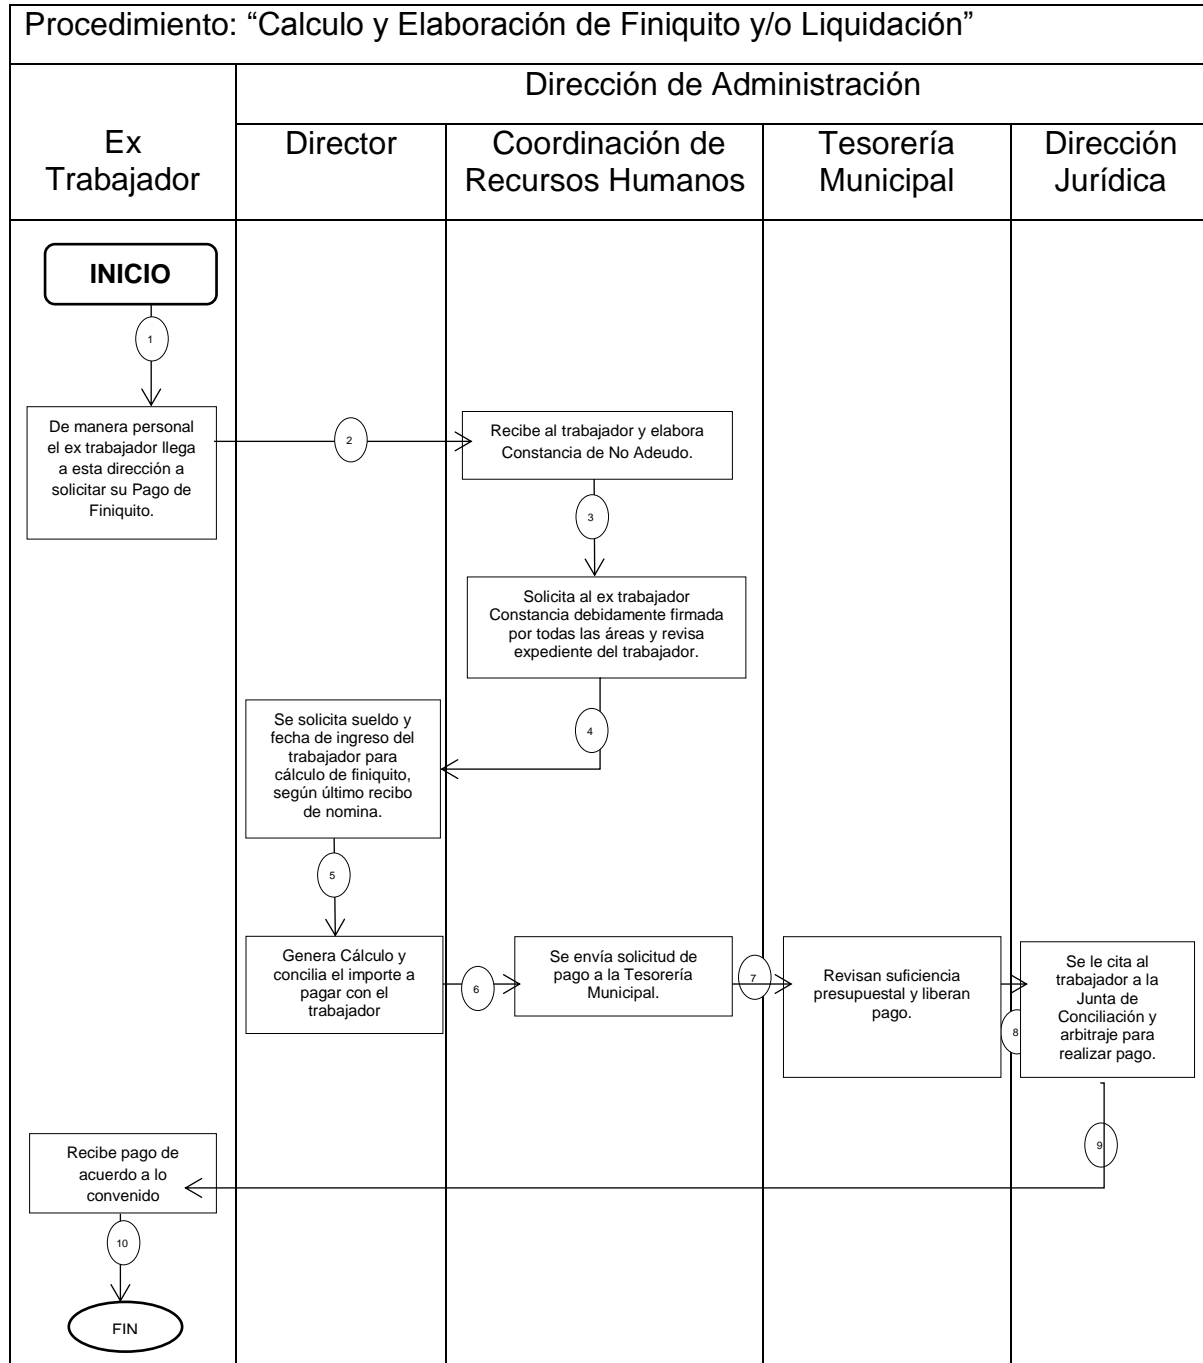 Procedimiento: “Calculo y Elaboración de Finiquito y/o Liquidación”
Dirección de Administración
Ex
Trabajador
Director
Coordinación de
Recursos Humanos
Tesorería
Municipal
Dirección
Jurídica
INICIO
1
De manera personal
el ex trabajador llega
a esta dirección a
solicitar su Pago de
Finiquito.
2
Recibe al trabajador y elabora
Constancia de No Adeudo.
3
Solicita al ex trabajador
Constancia debidamente firmada
por todas las áreas y revisa
expediente del trabajador.
4
Se solicita sueldo y
fecha de ingreso del
trabajador para
cálculo de finiquito,
según último recibo
de nomina.
5
Genera Cálculo y
concilia el importe a
pagar con el
trabajador
6
Se envía solicitud de
pago a la Tesorería
Municipal.
7
Revisan suficiencia
presupuestal y liberan
pago.
8
Se le cita al
trabajador a la
Junta de
Conciliación y
arbitraje para
realizar pago.
9
Recibe pago de
acuerdo a lo
convenido
10
FIN